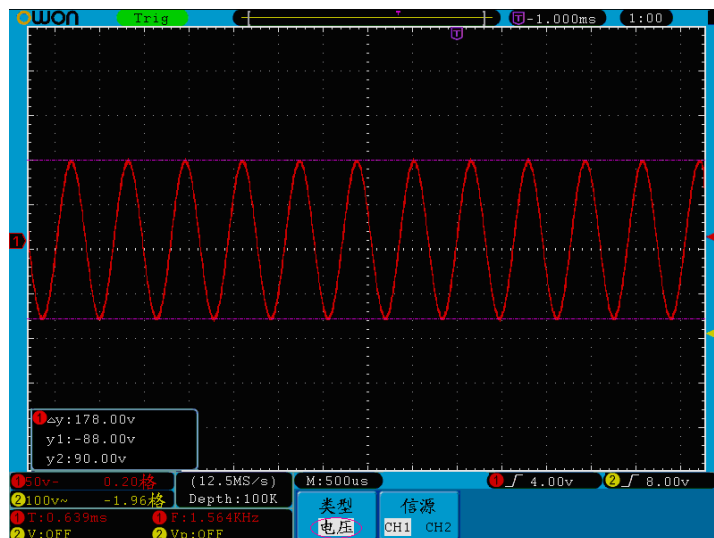 OWON Trig T T -1.000ms 1:00
T
1
1 △y:178.00v
y1:-88.00v
y2:90.00v
1 50v~ 0.20格 (12.5MS/s) M:500us 1 4.00v 2 8.00v
2 100v~ -1.96格 Depth:100K
类型 信源
1 T:0.639ms 1 F:1.564KHz 电压 CH1 CH2
2 V:OFF 2 Vp:OFF